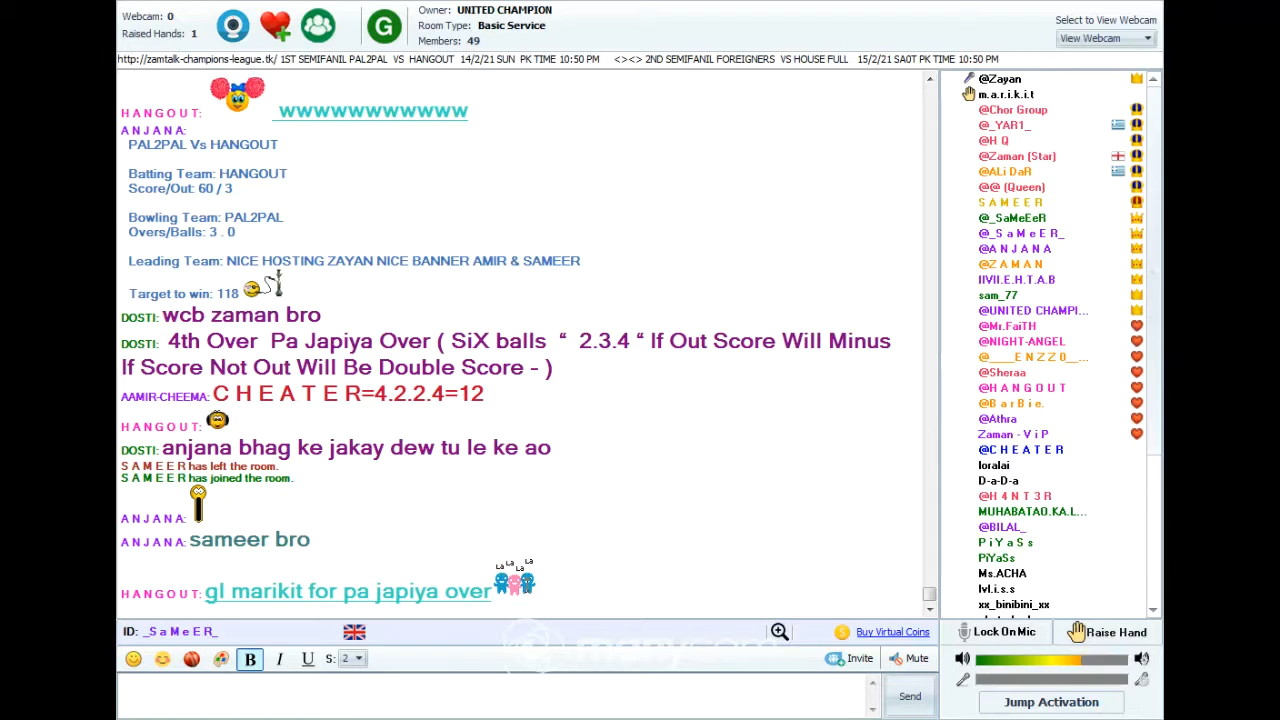 Webcam: 0
Raised Hands: 1
G
Owner: UNITED CHAMPION
Room Type: Basic Service
Members: 49
Select to View Webcam
View Webcam
http://zamtalk-champions-league.tk/ 1ST SEMIFANIL PAL2PAL VS HANGOUT 14/2/21 SUN PK TIME 10:50 PM <><> 2ND SEMIFANIL FOREIGNERS VS HOUSE FULL 15/2/21 SA0T PK TIME 10:50 PM
H A N G O U T: wwwwwwwwwww
A N J A N A:
PAL2PAL Vs HANGOUT
Batting Team: HANGOUT
Score/Out: 60 / 3
Bowling Team: PAL2PAL
Overs/Balls: 3 . 0
Leading Team: NICE HOSTING ZAYAN NICE BANNER AMIR & SAMEER
Target to win: 118
DOSTI: wcb zaman bro
DOSTI: 4th Over Pa Japiya Over ( SiX balls “ 2.3.4 “ If Out Score Will Minus
If Score Not Out Will Be Double Score - )
AAMIR-CHEEMA: C H E A T E R=4.2.2.4=12
H A N G O U T:
DOSTI: anjana bhag ke jakay dew tu le ke ao
S A M E E R has left the room.
S A M E E R has joined the room.
A N J A N A:
A N J A N A: sameer bro
La La La La
H A N G O U T: gl marikit for pa japiya over
@Zayan
m.a.r.i.k.i.t
@Chor Group
@_YAR1_
@H Q
@Zaman (Star)
@ALi DaR
@@ (Queen)
S A M E E R
@_SaMeEeR
@_S a M e E R_
@A N J A N A
@Z A M A N
IIVII.E.H.T.A.B
sam_77
@UNITED CHAMPI...
@Mr.FaiTH
@NIGHT-ANGEL
@____E N Z Z 0__...
@Sheraa
@H A N G O U T
@B a r B i e.
@Athra
Zaman - V i P
@C H E A T E R
loralai
D-a-D-a
@H 4 N T 3 R
MUHABATAO.KA.L...
@BILAL_
P i Y a S s
PiYaSs
Ms.ACHA
lvl.i.s.s
xx_binibini_xx
ID: _S a M e E R_
Buy Virtual Coins
Lock On Mic
Raise Hand
B I U S: 2
Invite
Mute
Send
Jump Activation